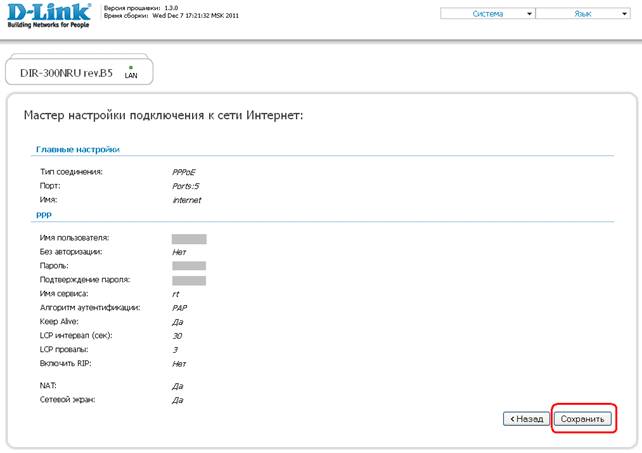 D-Link
Building Networks for People
Версия прошивки: 1.3.0
Время сборки: Wed Dec 7 17:21:32 MSK 2011
Система
Язык
DIR-300NRU rev.B5
LAN
Мастер настройки подключения к сети Интернет:
Главные настройки
Тип соединения: PPPoE
Порт: Ports:5
Имя: internet
PPP
Имя пользователя:
Без авторизации: Нет
Пароль:
Подтверждение пароля:
Имя сервиса: rt
Алгоритм аутентификации: PAP
Keep Alive: Да
LCP интервал (сек): 30
LCP провалы: 3
Включить RIP: Нет
NAT: Да
Сетевой экран: Да
< Назад
Сохранить